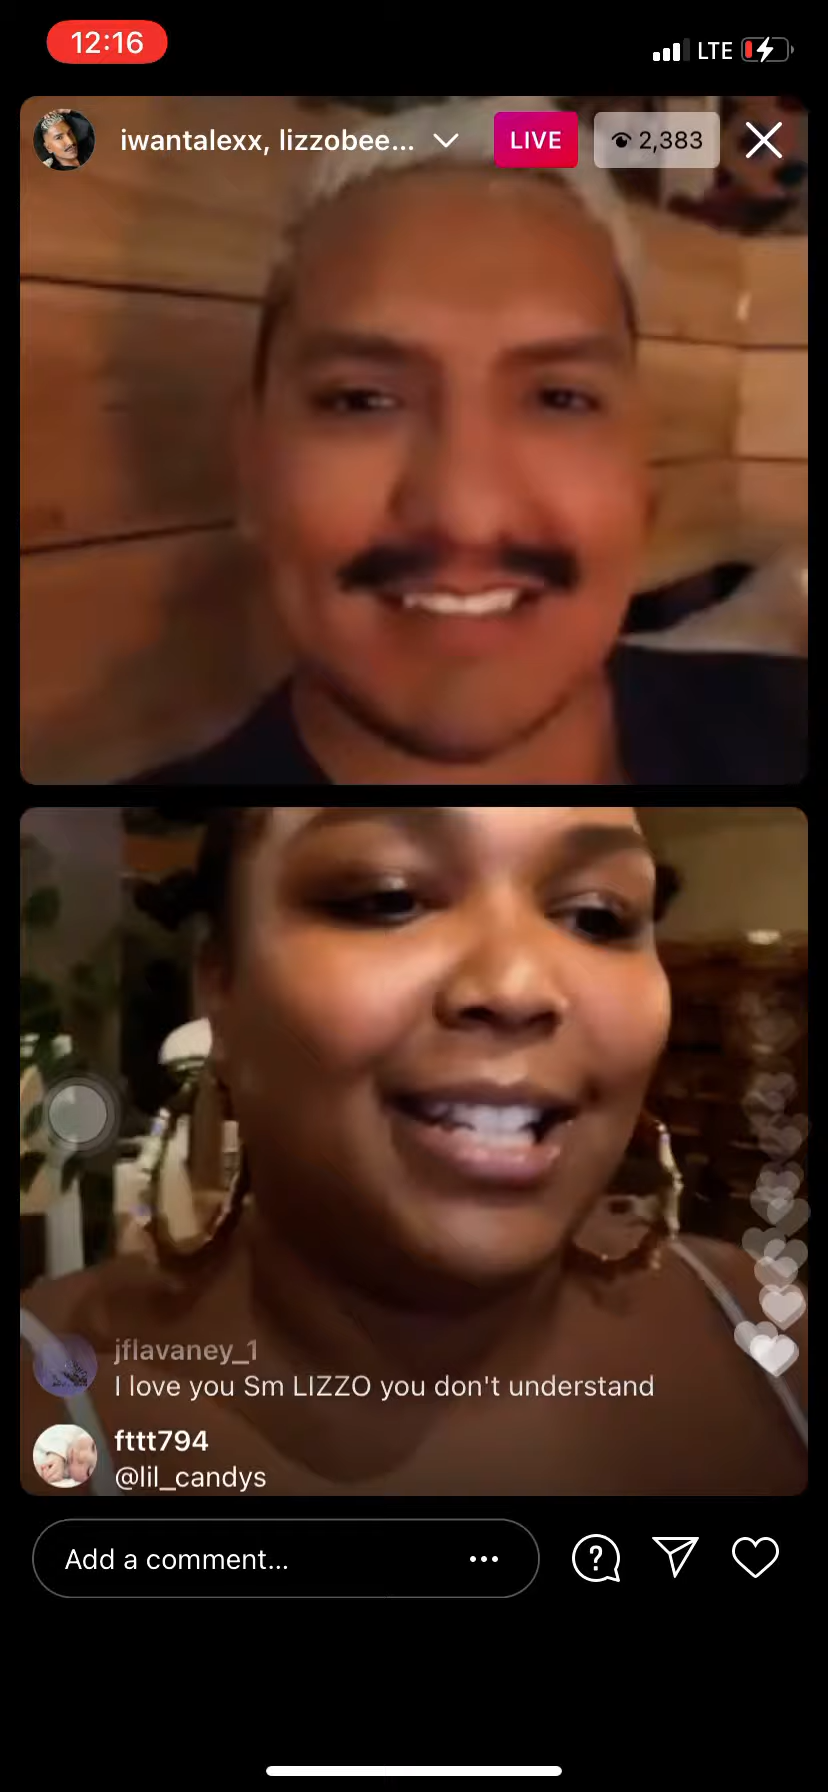 12:16
LTE
iwantalexx, lizzobee...
LIVE
2,383
jflavaney_1
I love you Sm LIZZO you don't understand
fttt794
@lil_candys
Add a comment...